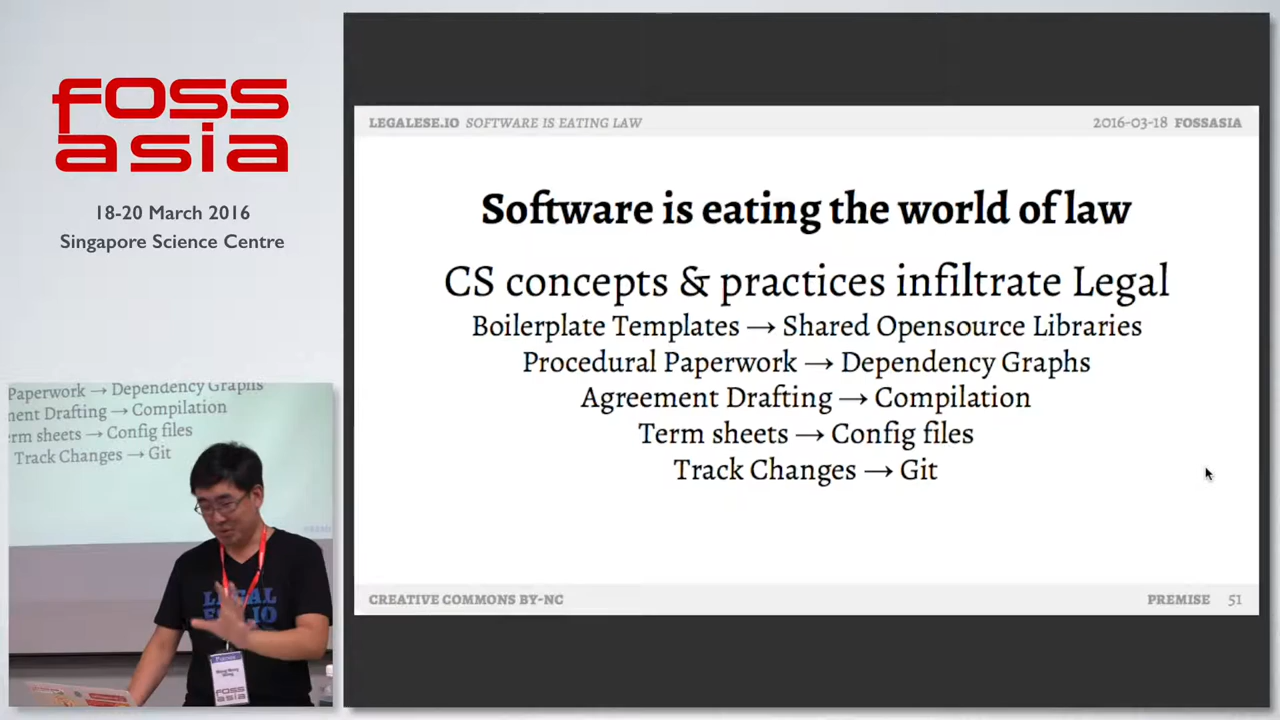 foss
asia
18-20 March 2016
Singapore Science Centre
LEGALESE.IO SOFTWARE IS EATING LAW
2016-03-18 FOSSASIA
Software is eating the world of law
CS concepts & practices infiltrate Legal
Boilerplate Templates → Shared Opensource Libraries
Procedural Paperwork → Dependency Graphs
Agreement Drafting → Compilation
Term sheets → Config files
Track Changes → Git
CREATIVE COMMONS BY-NC
PREMISE 51
Paperwork → Dependency Graphs
ment Drafting → Compilation
erm sheets → Config files
Track Changes → Git
FOSS
asia